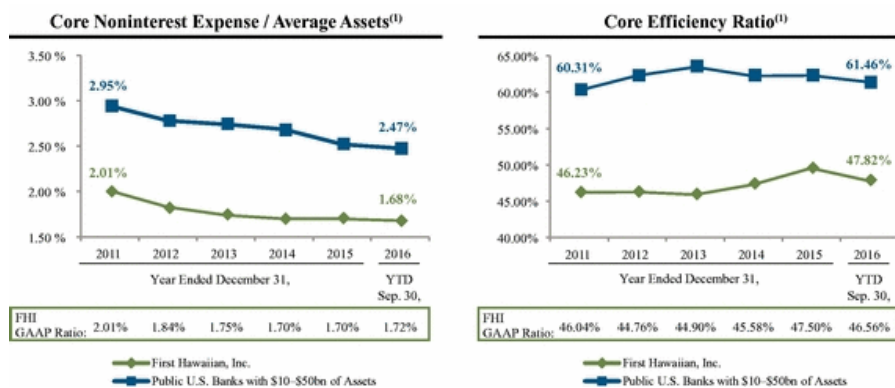 Core Noninterest Expense / Average Assets(1)
3.50 %
3.00 %
2.50 %
2.00 %
1.50 %
2.95%
2.47%
2.01%
1.68%
2011 2012 2013 2014 2015 2016
Year Ended December 31,
YTD
Sep. 30,
FHI
GAAP Ratio: 2.01% 1.84% 1.75% 1.70% 1.70% 1.72%
First Hawaiian, Inc.
Public U.S. Banks with $10–$50bn of Assets
Core Efficiency Ratio(1)
65.00%
60.00%
55.00%
50.00%
45.00%
40.00%
60.31%
61.46%
46.23%
47.82%
2011 2012 2013 2014 2015 2016
Year Ended December 31,
YTD
Sep. 30,
FHI
GAAP Ratio: 46.04% 44.76% 44.90% 45.58% 47.50% 46.56%
First Hawaiian, Inc.
Public U.S. Banks with $10–$50bn of Assets